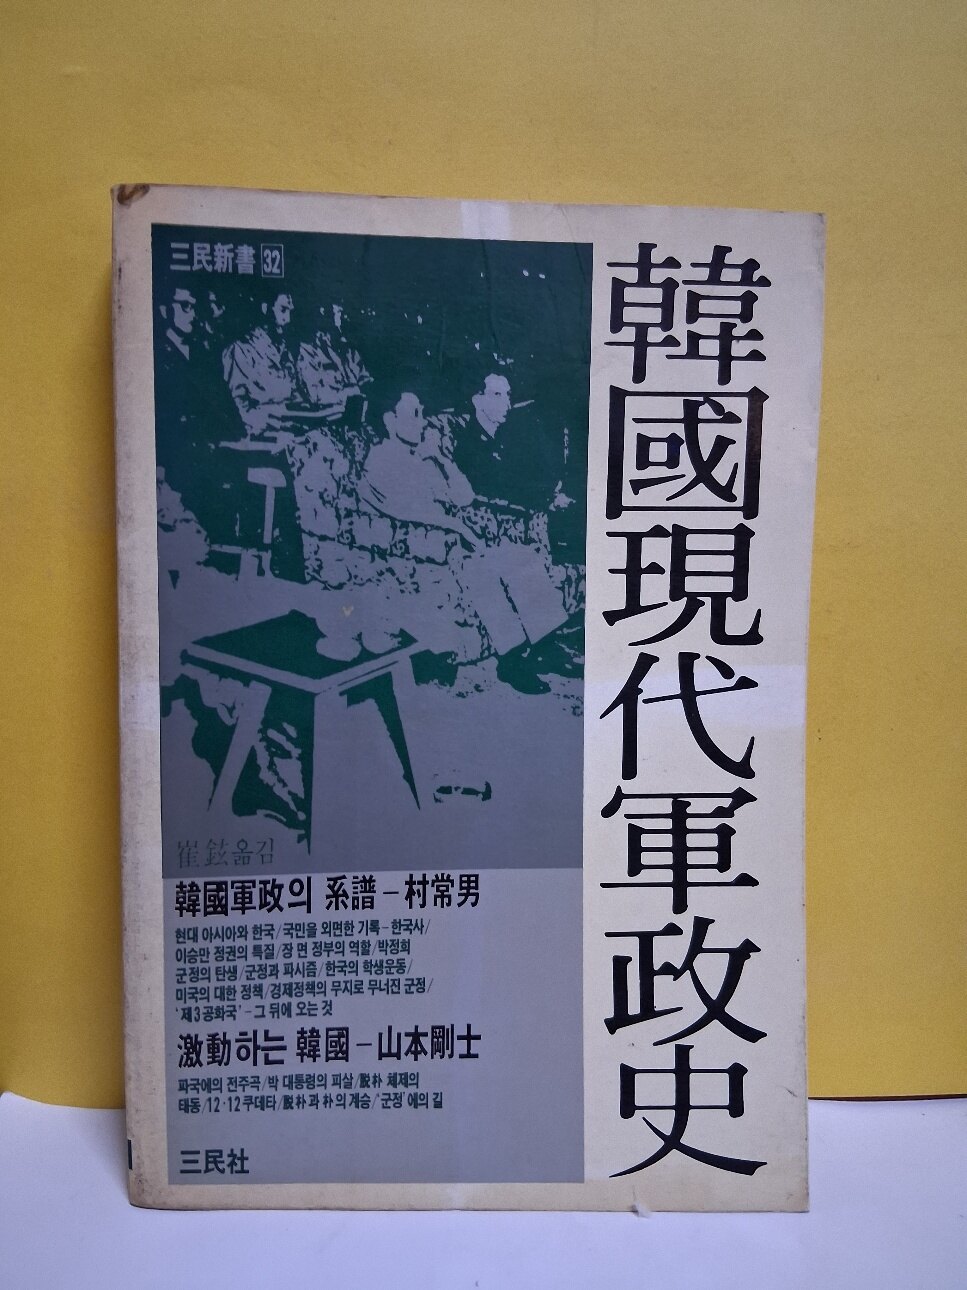 三民新書 32
韓國現代軍政史
崔鉉옮김
韓國軍政의 系譜－村常男
현대 아시아와 한국/국민을 외면한 기록－한국사/
이승만 정권의 특질/장 면 정부의 역할/박정희
군정의 탄생/군정과 파시즘/한국의 학생운동/
미국의 대한 정책/경제정책의 무지로 무너진 군정/
‘제3공화국’－그 뒤에 오는 것
激動하는 韓國－山本剛士
파국에의 전주곡/박 대통령의 피살/脫朴 체제의
태동/12·12 쿠데타/脫朴과 朴의 계승/‘군정’에의 길
三民社